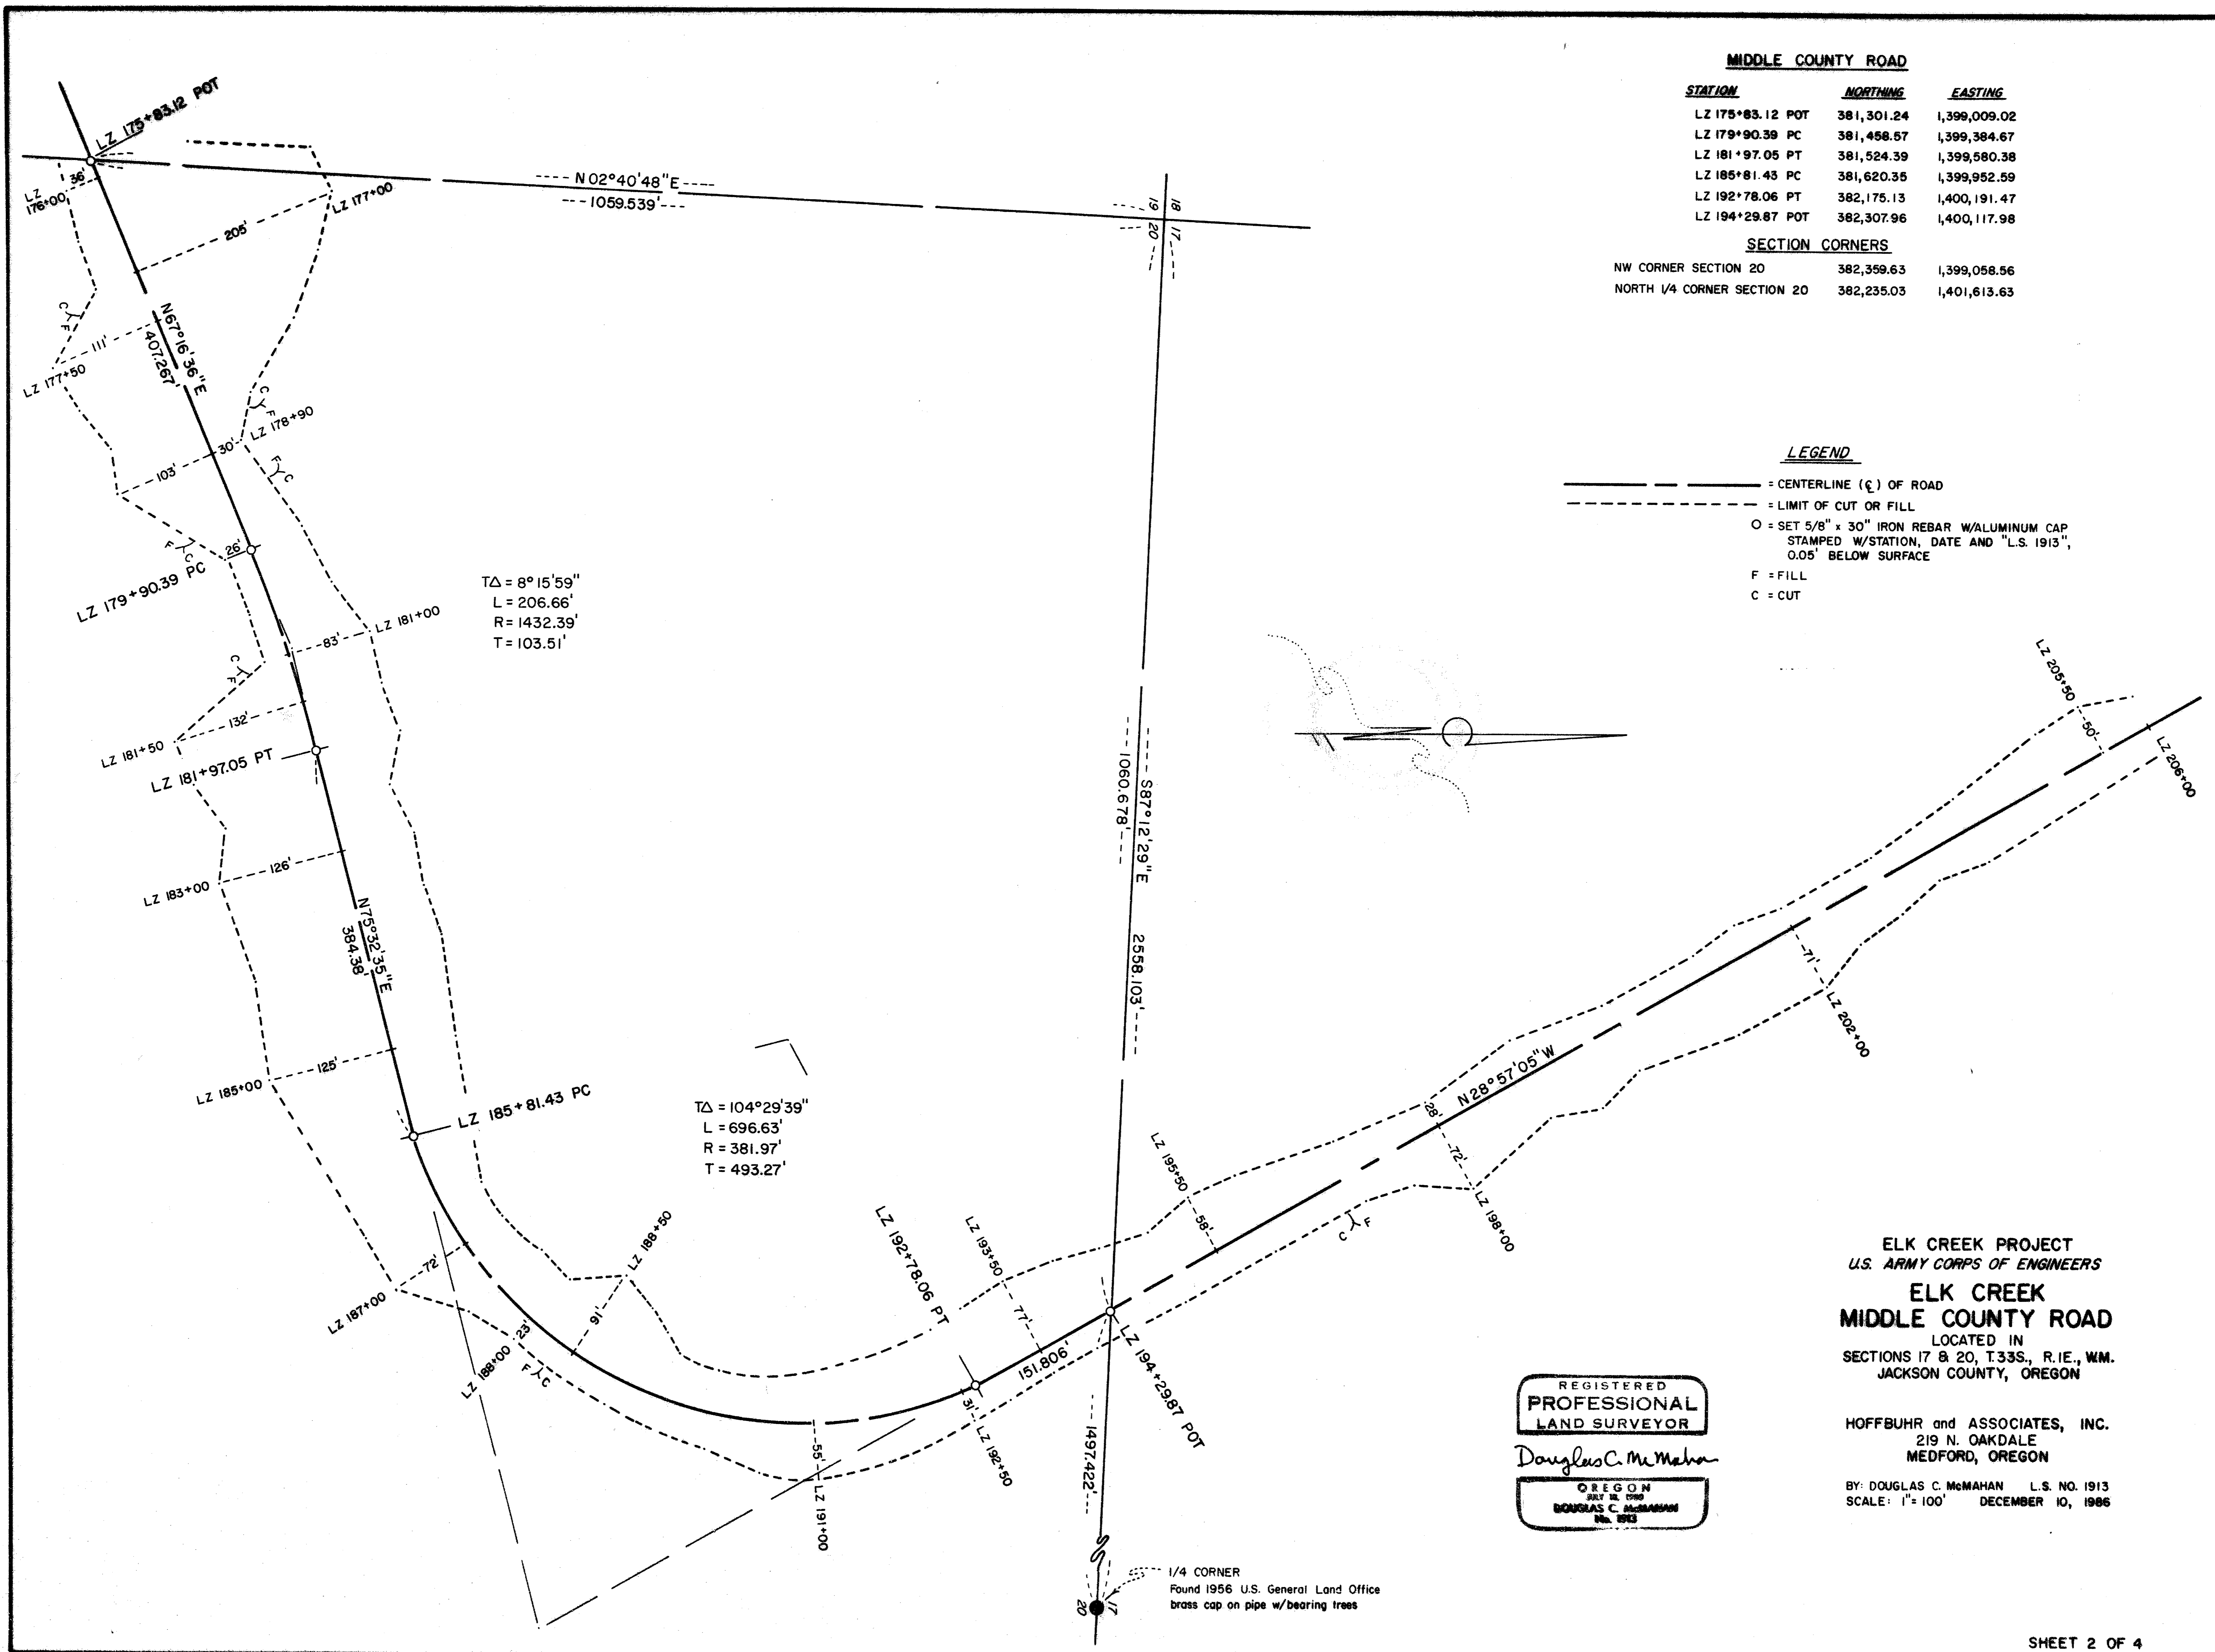 MIDDLE COUNTY ROAD
STATION NORTHING EASTING
LZ 175+83.12 POT 381,301.24 1,399,009.02
LZ 179+90.39 PC 381,458.57 1,399,384.67
LZ 181+97.05 PT 381,524.39 1,399,580.38
LZ 185+81.43 PC 381,620.35 1,399,952.59
LZ 192+78.06 PT 382,175.13 1,400,191.47
LZ 194+29.87 POT 382,307.96 1,400,117.98
SECTION CORNERS
NW CORNER SECTION 20 382,359.63 1,399,058.56
NORTH 1/4 CORNER SECTION 20 382,235.03 1,401,613.63
LEGEND
= CENTERLINE (℄) OF ROAD
= LIMIT OF CUT OR FILL
O = SET 5/8" x 30" IRON REBAR W/ALUMINUM CAP
STAMPED W/STATION, DATE AND "L.S. 1913",
0.05' BELOW SURFACE
F = FILL
C = CUT
LZ 175+83.12 POT
36'
LZ
176+00
LZ 177+00
205'
N 02°40'48"E
1059.539'
19 18
20 17
C
F
N67°16'36"E
407.267'
111'
LZ 177+50
C
F
30'
LZ 178+90
103'
F
C
F
C
26'
LZ 179+90.39 PC
TΔ = 8°15'59"
L = 206.66'
R = 1432.39'
T = 103.51'
83'
LZ 181+00
C
F
132'
LZ 181+50
LZ 181+97.05 PT
126'
LZ 183+00
N75°32'35"E
384.38'
125'
LZ 185+00
LZ 185+81.43 PC
TΔ = 104°29'39"
L = 696.63'
R = 381.97'
T = 493.27'
S87°12'29"E 2558.103'
1060.678'
72'
LZ 187+00
23'
LZ 188+00
F
C
91'
LZ 188+50
55'
LZ 191+00
LZ 192+78.06 PT
31'
LZ 192+50
LZ 193+50
77'
151.806'
LZ 194+29.87 POT
1497.422'
LZ 195+50
58'
C
F
28'
72'
LZ 198+00
N28°57'05"W
71'
LZ 202+00
LZ 205+50
50'
LZ 206+00
1/4 CORNER
Found 1956 U.S. General Land Office
brass cap on pipe w/bearing trees
20 17
REGISTERED
PROFESSIONAL
LAND SURVEYOR
Douglas C. McMahan
OREGON
DOUGLAS C. McMAHAN
No. 1913
ELK CREEK PROJECT
U.S. ARMY CORPS OF ENGINEERS
ELK CREEK
MIDDLE COUNTY ROAD
LOCATED IN
SECTIONS 17 & 20, T.33S., R.1E., W.M.
JACKSON COUNTY, OREGON
HOFFBUHR and ASSOCIATES, INC.
219 N. OAKDALE
MEDFORD, OREGON
BY: DOUGLAS C. McMAHAN L.S. NO. 1913
SCALE: 1"= 100' DECEMBER 10, 1986
SHEET 2 OF 4